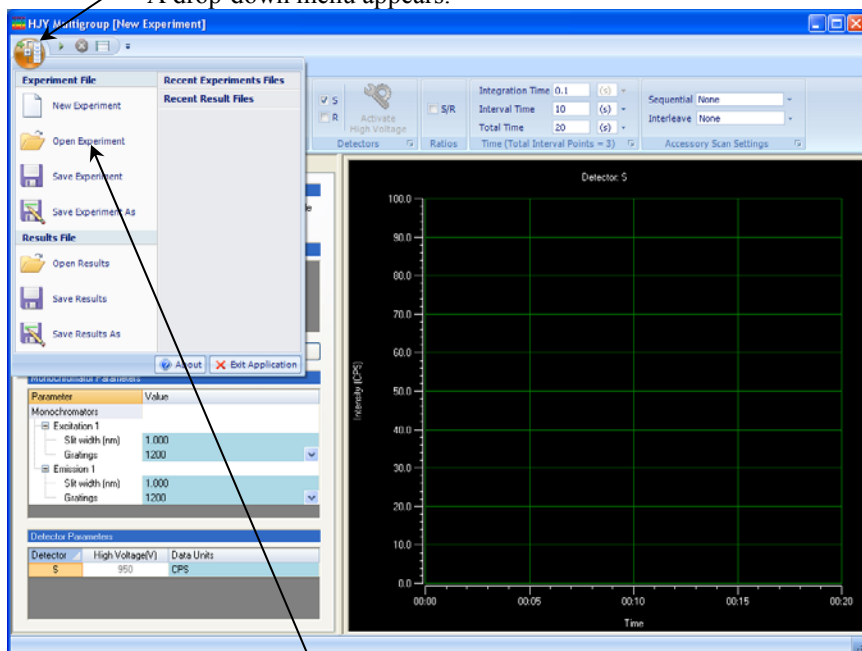 A drop-down menu appears.
HJY Multigroup [New Experiment]
Experiment File
New Experiment
Open Experiment
Save Experiment
Save Experiment As
Results File
Open Results
Save Results
Save Results As
Recent Experiments Files
Recent Result Files
About
Exit Application
S
R
Activate
High Voltage
Detectors
S/R
Ratios
Integration Time 0.1 (s)
Interval Time 10 (s)
Total Time 20 (s)
Time (Total Interval Points = 3)
Sequential None
Interleave None
Accessory Scan Settings
Monochromator Parameters
Parameter Value
Monochromators
Excitation 1
Slit width (nm) 1.000
Gratings 1200
Emission 1
Slit width (nm) 1.000
Gratings 1200
Detector Parameters
Detector High Voltage(V) Data Units
S 950 CPS
Detector: S
Intensity (CPS)
100.0
90.0
80.0
70.0
60.0
50.0
40.0
30.0
20.0
10.0
0.0
00:00 00:05 00:10 00:15 00:20
Time